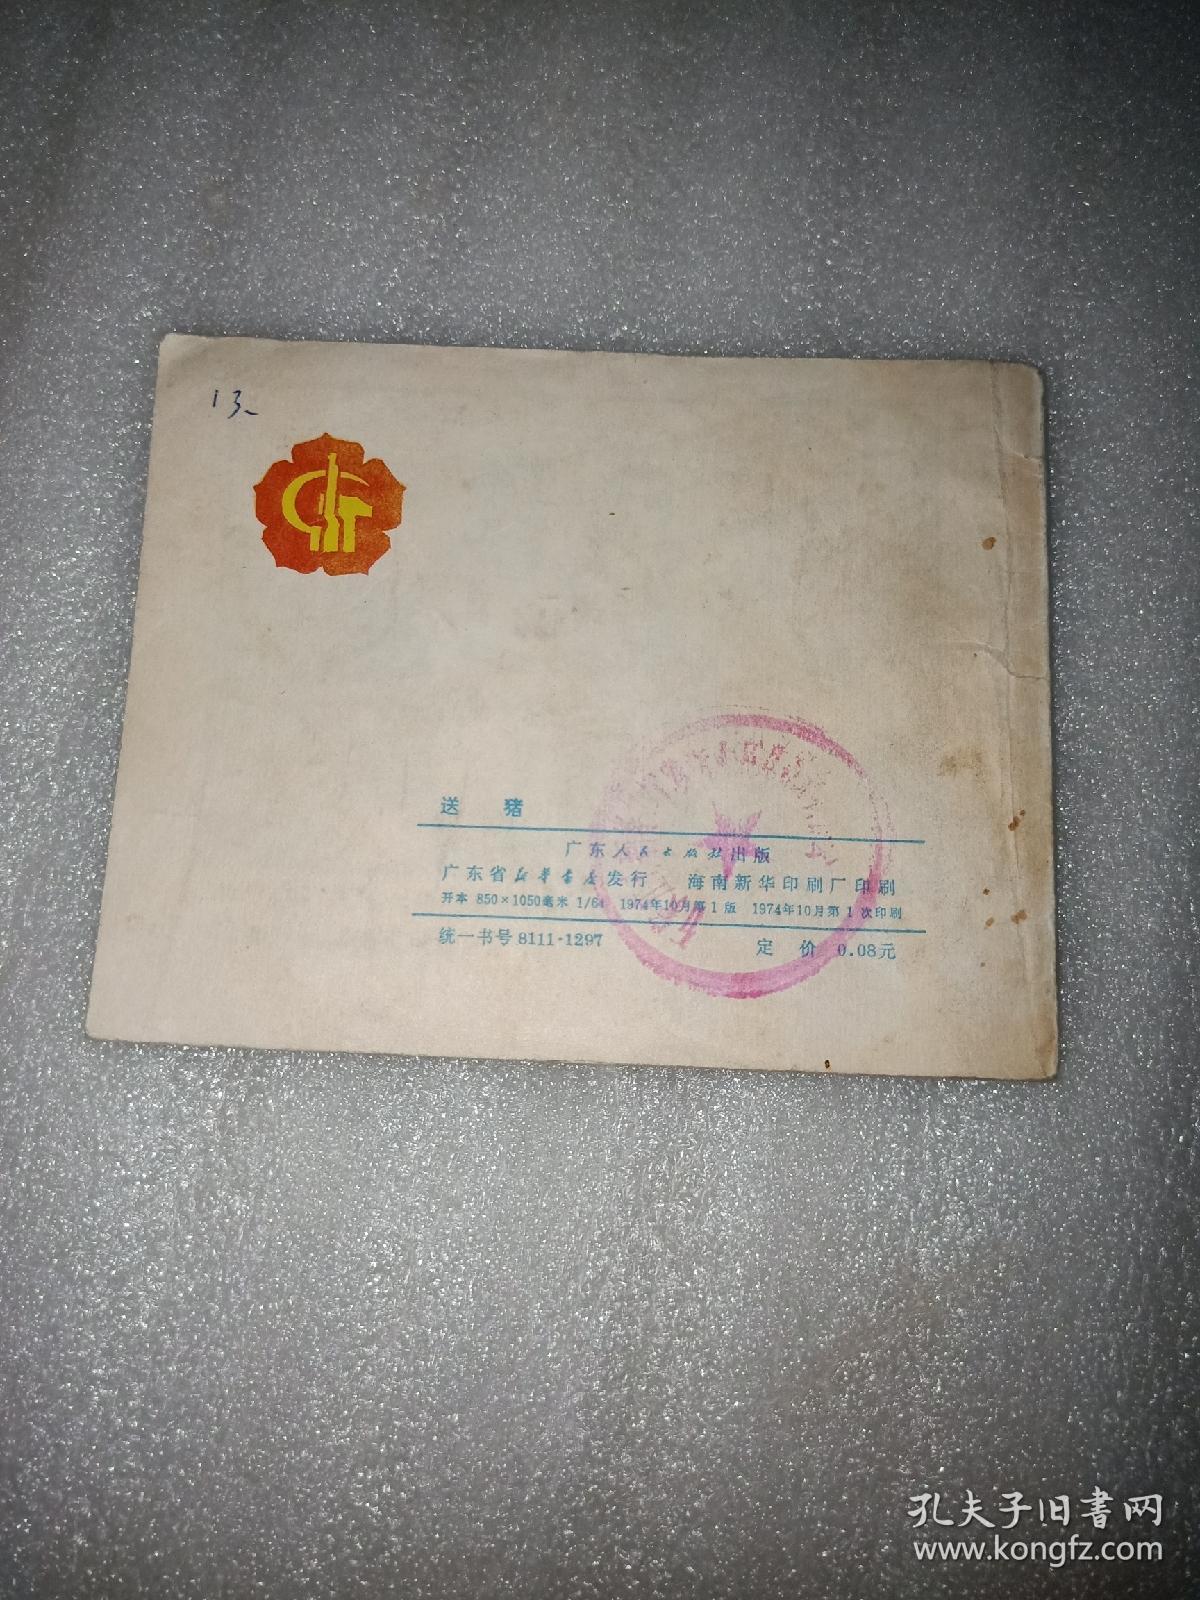 13
送 猪
广东人民出版社出版
广东省新华书店发行 海南新华印刷厂印刷
开本 850×1050毫米 1/64 1974年10月第1版 1974年10月第1次印刷
统一书号 8111·1297 定 价 0.08元
孔夫子旧書网
www.kongfz.com